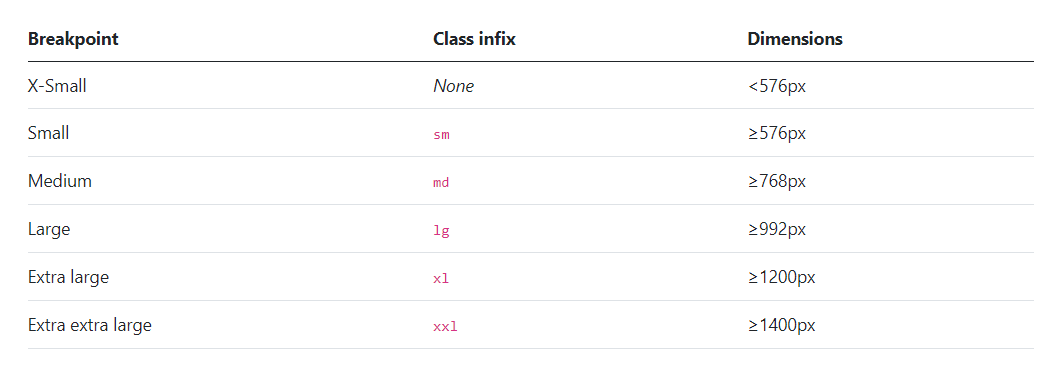 Breakpoint Class infix Dimensions
X-Small None <576px
Small sm ≥576px
Medium md ≥768px
Large lg ≥992px
Extra large xl ≥1200px
Extra extra large xxl ≥1400px